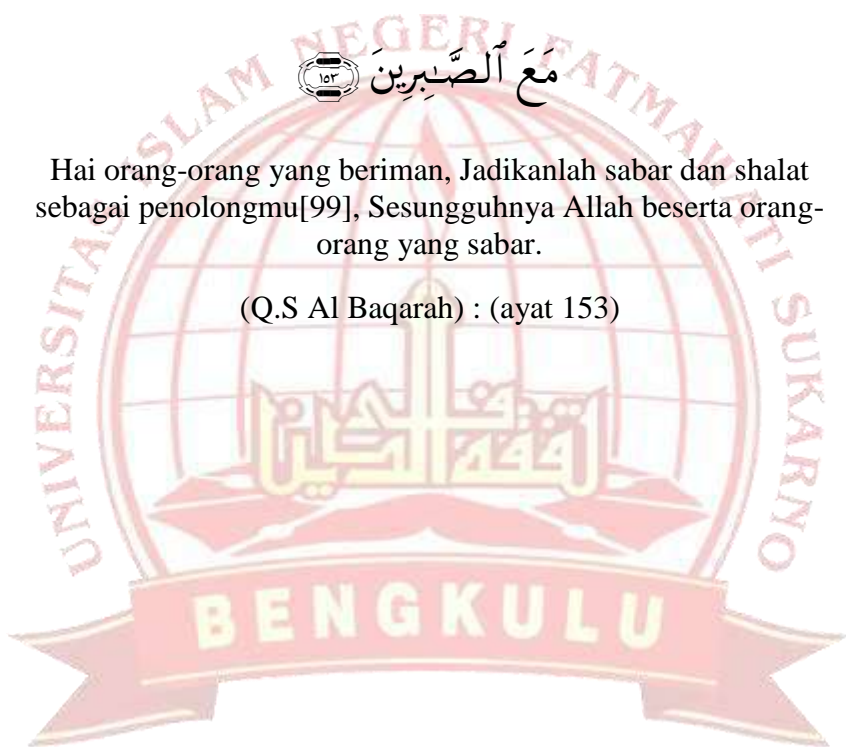 مَعَ ٱلصَّـٰبِرِينَ ١٥٣
Hai orang-orang yang beriman, Jadikanlah sabar dan shalat
sebagai penolongmu[99], Sesungguhnya Allah beserta orang-
orang yang sabar.
(Q.S Al Baqarah) : (ayat 153)
UNIVERSITAS ISLAM NEGERI FATMAWATI SUKARNO
BENGKULU